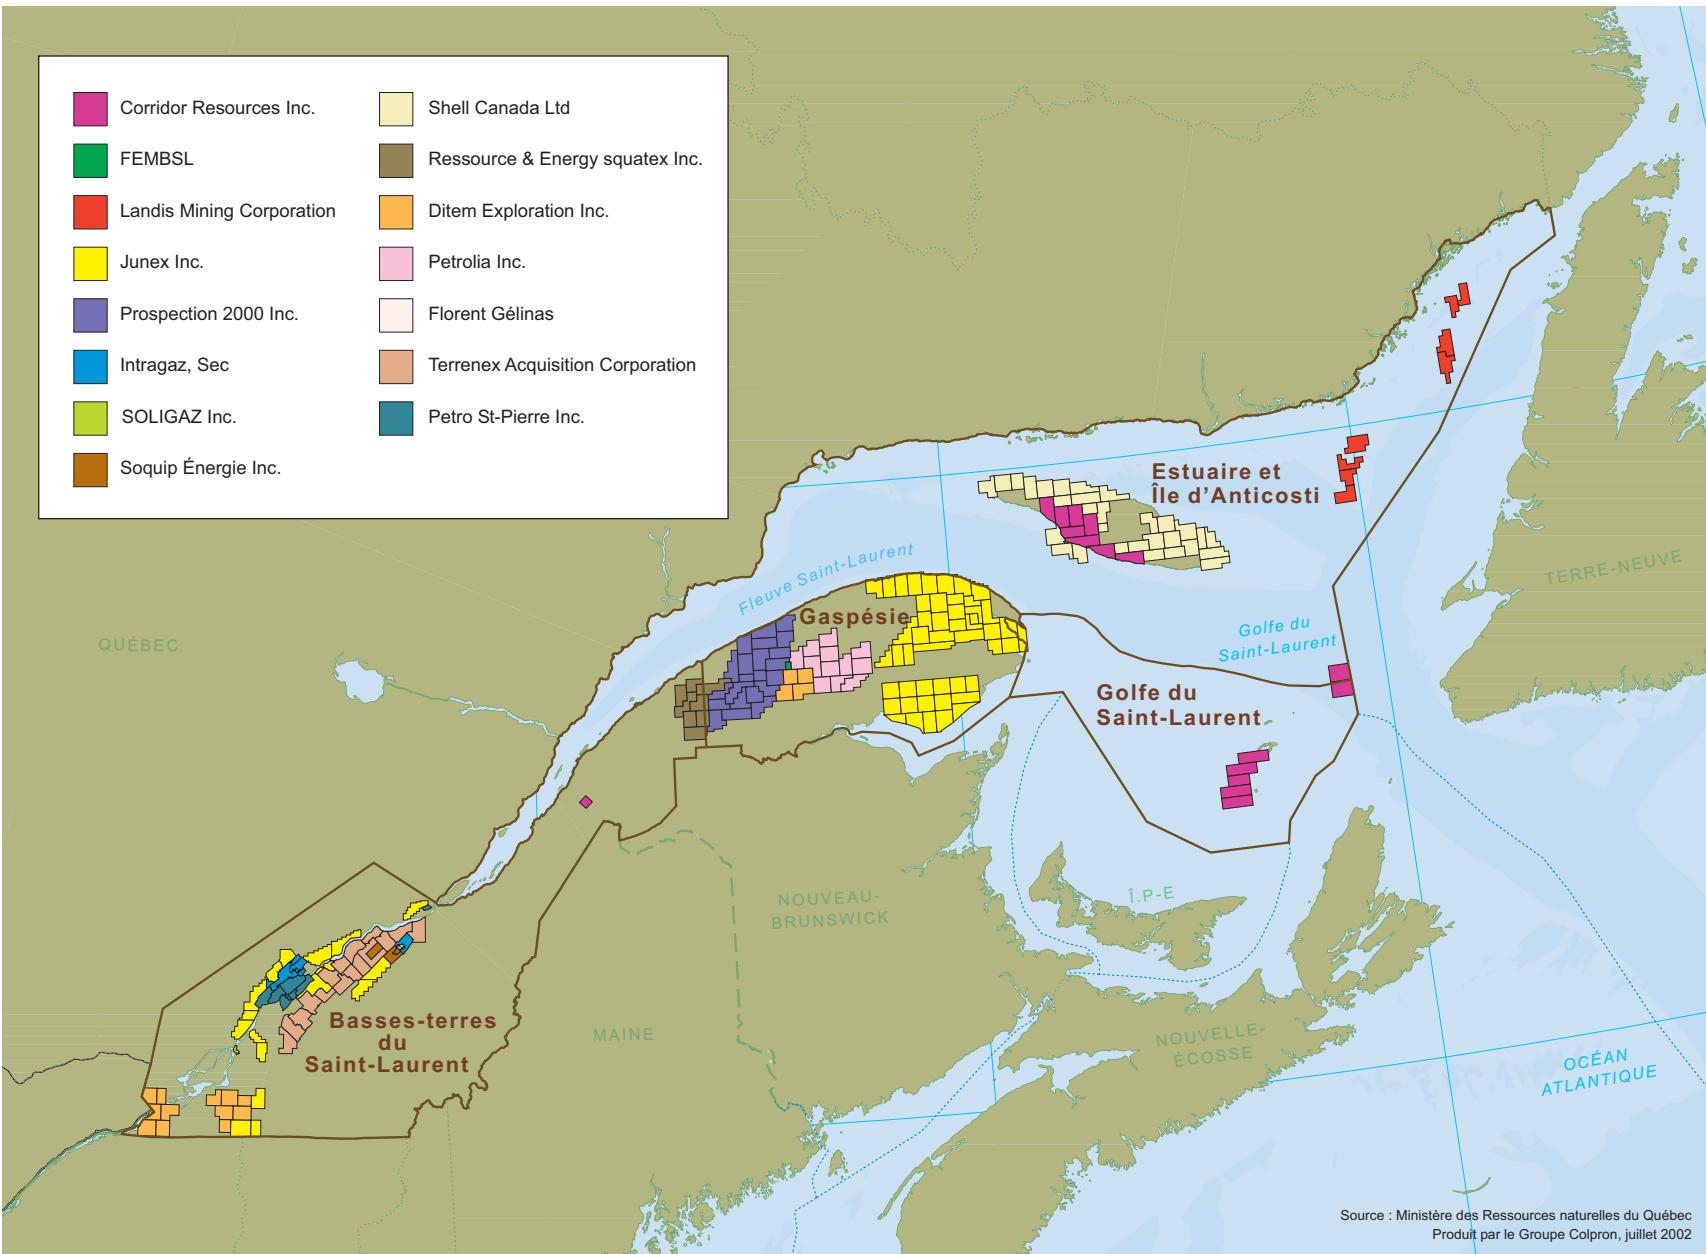 Corridor Resources Inc.
FEMBSL
Landis Mining Corporation
Junex Inc.
Prospection 2000 Inc.
Intragaz, Sec
SOLIGAZ Inc.
Soquip Énergie Inc.
Shell Canada Ltd
Ressource & Energy squatex Inc.
Ditem Exploration Inc.
Petrolia Inc.
Florent Gélinas
Terrenex Acquisition Corporation
Petro St-Pierre Inc.
Estuaire et
Île d'Anticosti
Fleuve Saint-Laurent
TERRE-NEUVE
Gaspésie
Golfe du
Saint-Laurent
QUÉBEC
Golfe du
Saint-Laurent
NOUVEAU-
BRUNSWICK
Î.P-E
Basses-terres
du
Saint-Laurent
MAINE
NOUVELLE-
ÉCOSSE
OCÉAN
ATLANTIQUE
Source : Ministère des Ressources naturelles du Québec
Produit par le Groupe Colpron, juillet 2002